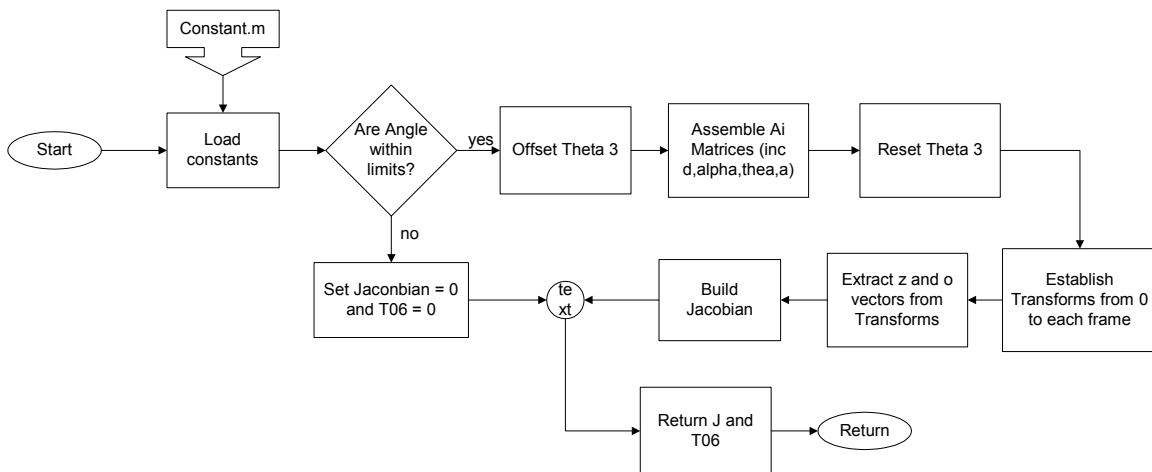 Constant.m
Start
Load
constants
Are Angle
within
limits?
yes
Offset Theta 3
Assemble Ai
Matrices (inc
d,alpha,thea,a)
Reset Theta 3
no
Set Jaconbian = 0
and T06 = 0
te
xt
Build
Jacobian
Extract z and o
vectors from
Transforms
Establish
Transforms from 0
to each frame
Return J and
T06
Return